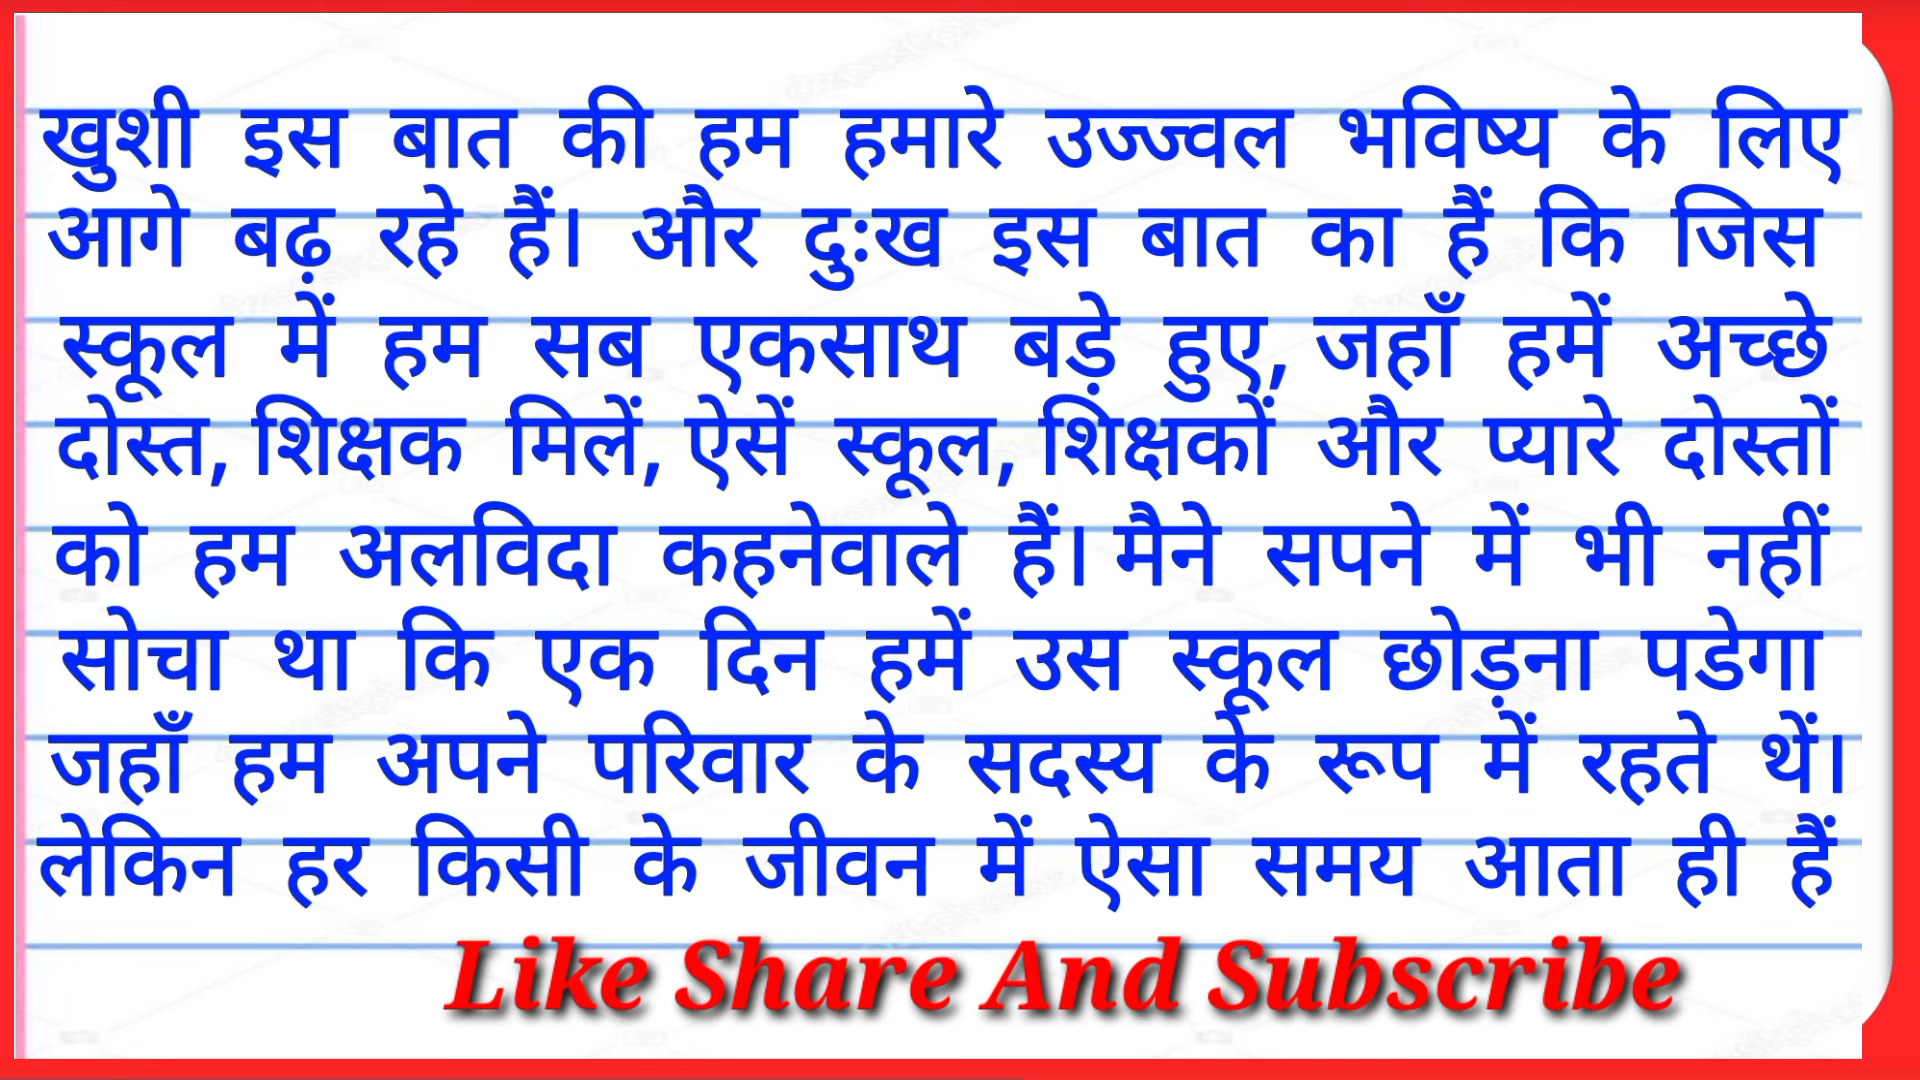 खुशी इस बात की हम हमारे उज्ज्वल भविष्य के लिए
आगे बढ़ रहे हैं। और दुःख इस बात का हैं कि जिस
स्कूल में हम सब एकसाथ बड़े हुए, जहाँ हमें अच्छे
दोस्त, शिक्षक मिलें, ऐसें स्कूल, शिक्षकों और प्यारे दोस्तों
को हम अलविदा कहनेवाले हैं। मैने सपने में भी नहीं
सोचा था कि एक दिन हमें उस स्कूल छोड़ना पडेगा
जहाँ हम अपने परिवार के सदस्य के रूप में रहते थें।
लेकिन हर किसी के जीवन में ऐसा समय आता ही हैं
Like Share And Subscribe